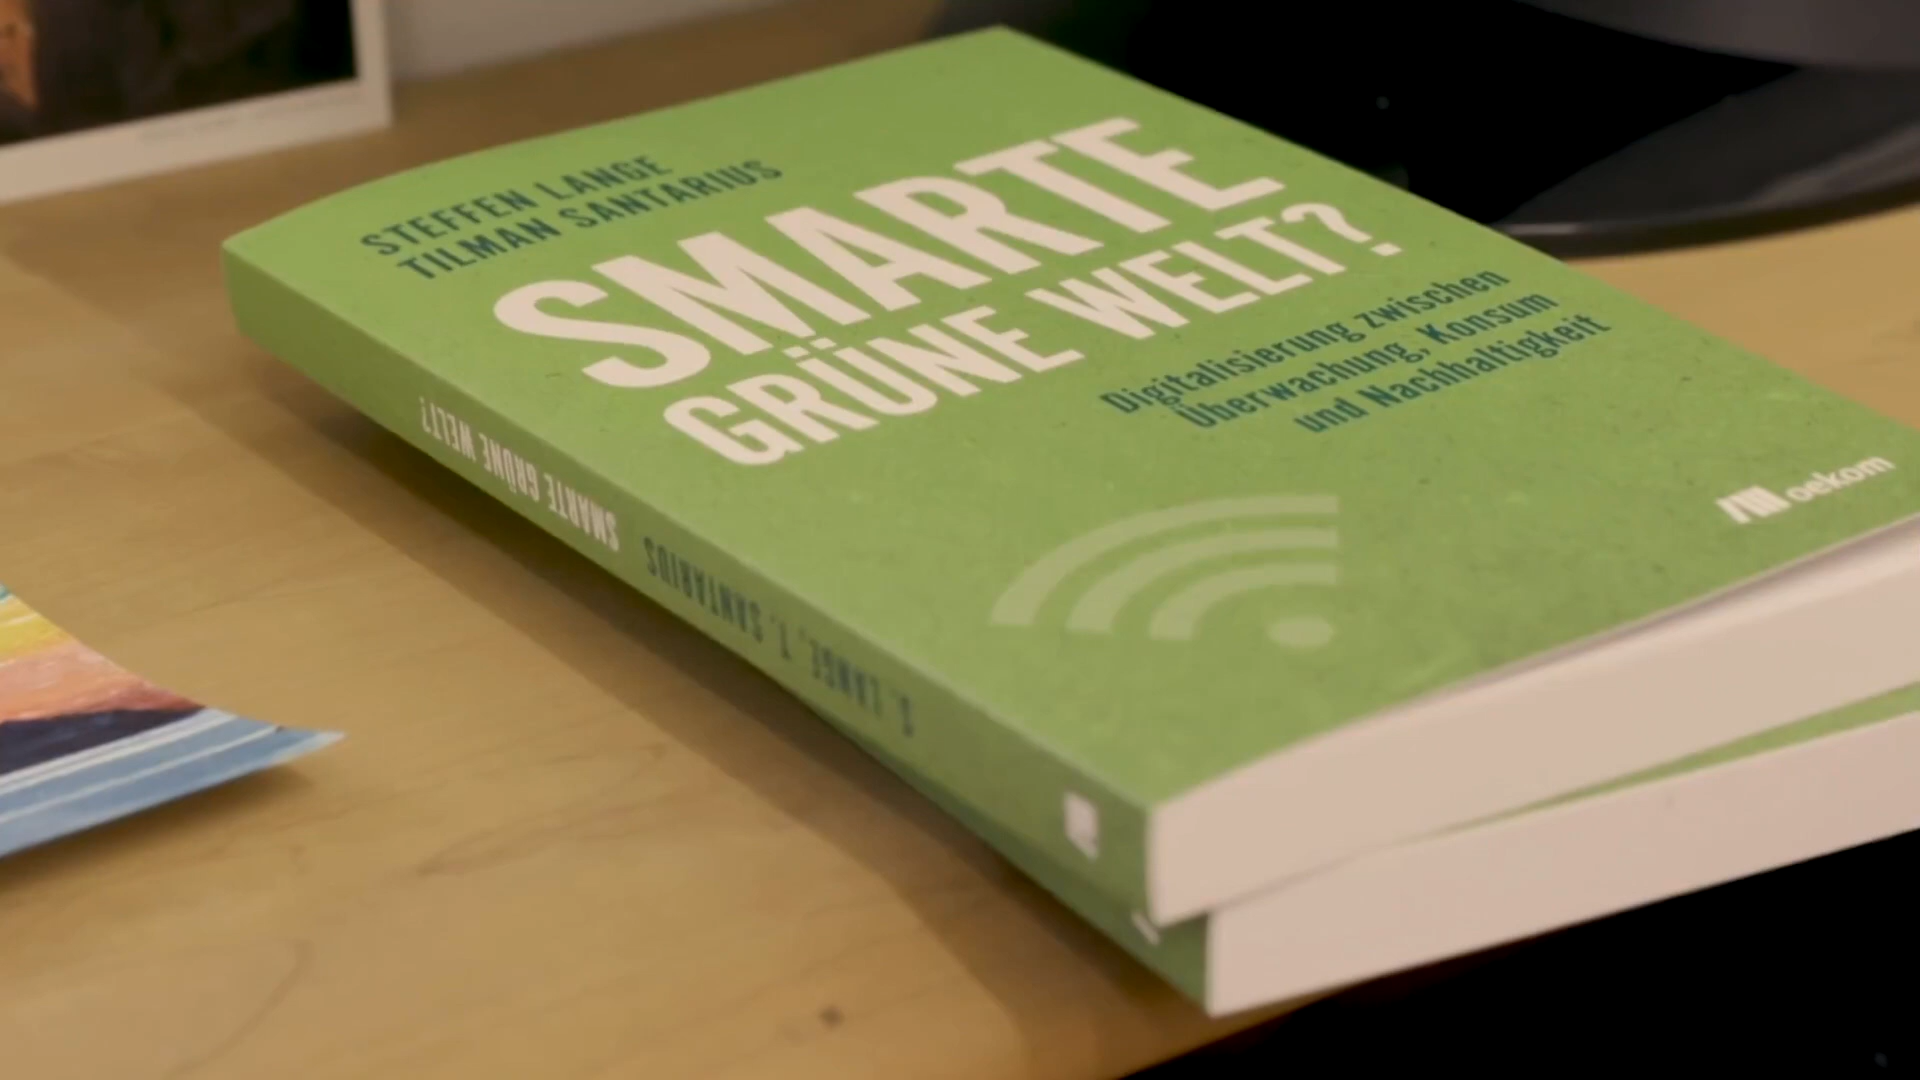 STEFFEN LANGE
TILMAN SANTARIUS
SMARTE
GRÜNE WELT?
Digitalisierung zwischen
Überwachung, Konsum
und Nachhaltigkeit
oekom
S. LANGE, T. SANTARIUS SMARTE GRÜNE WELT?